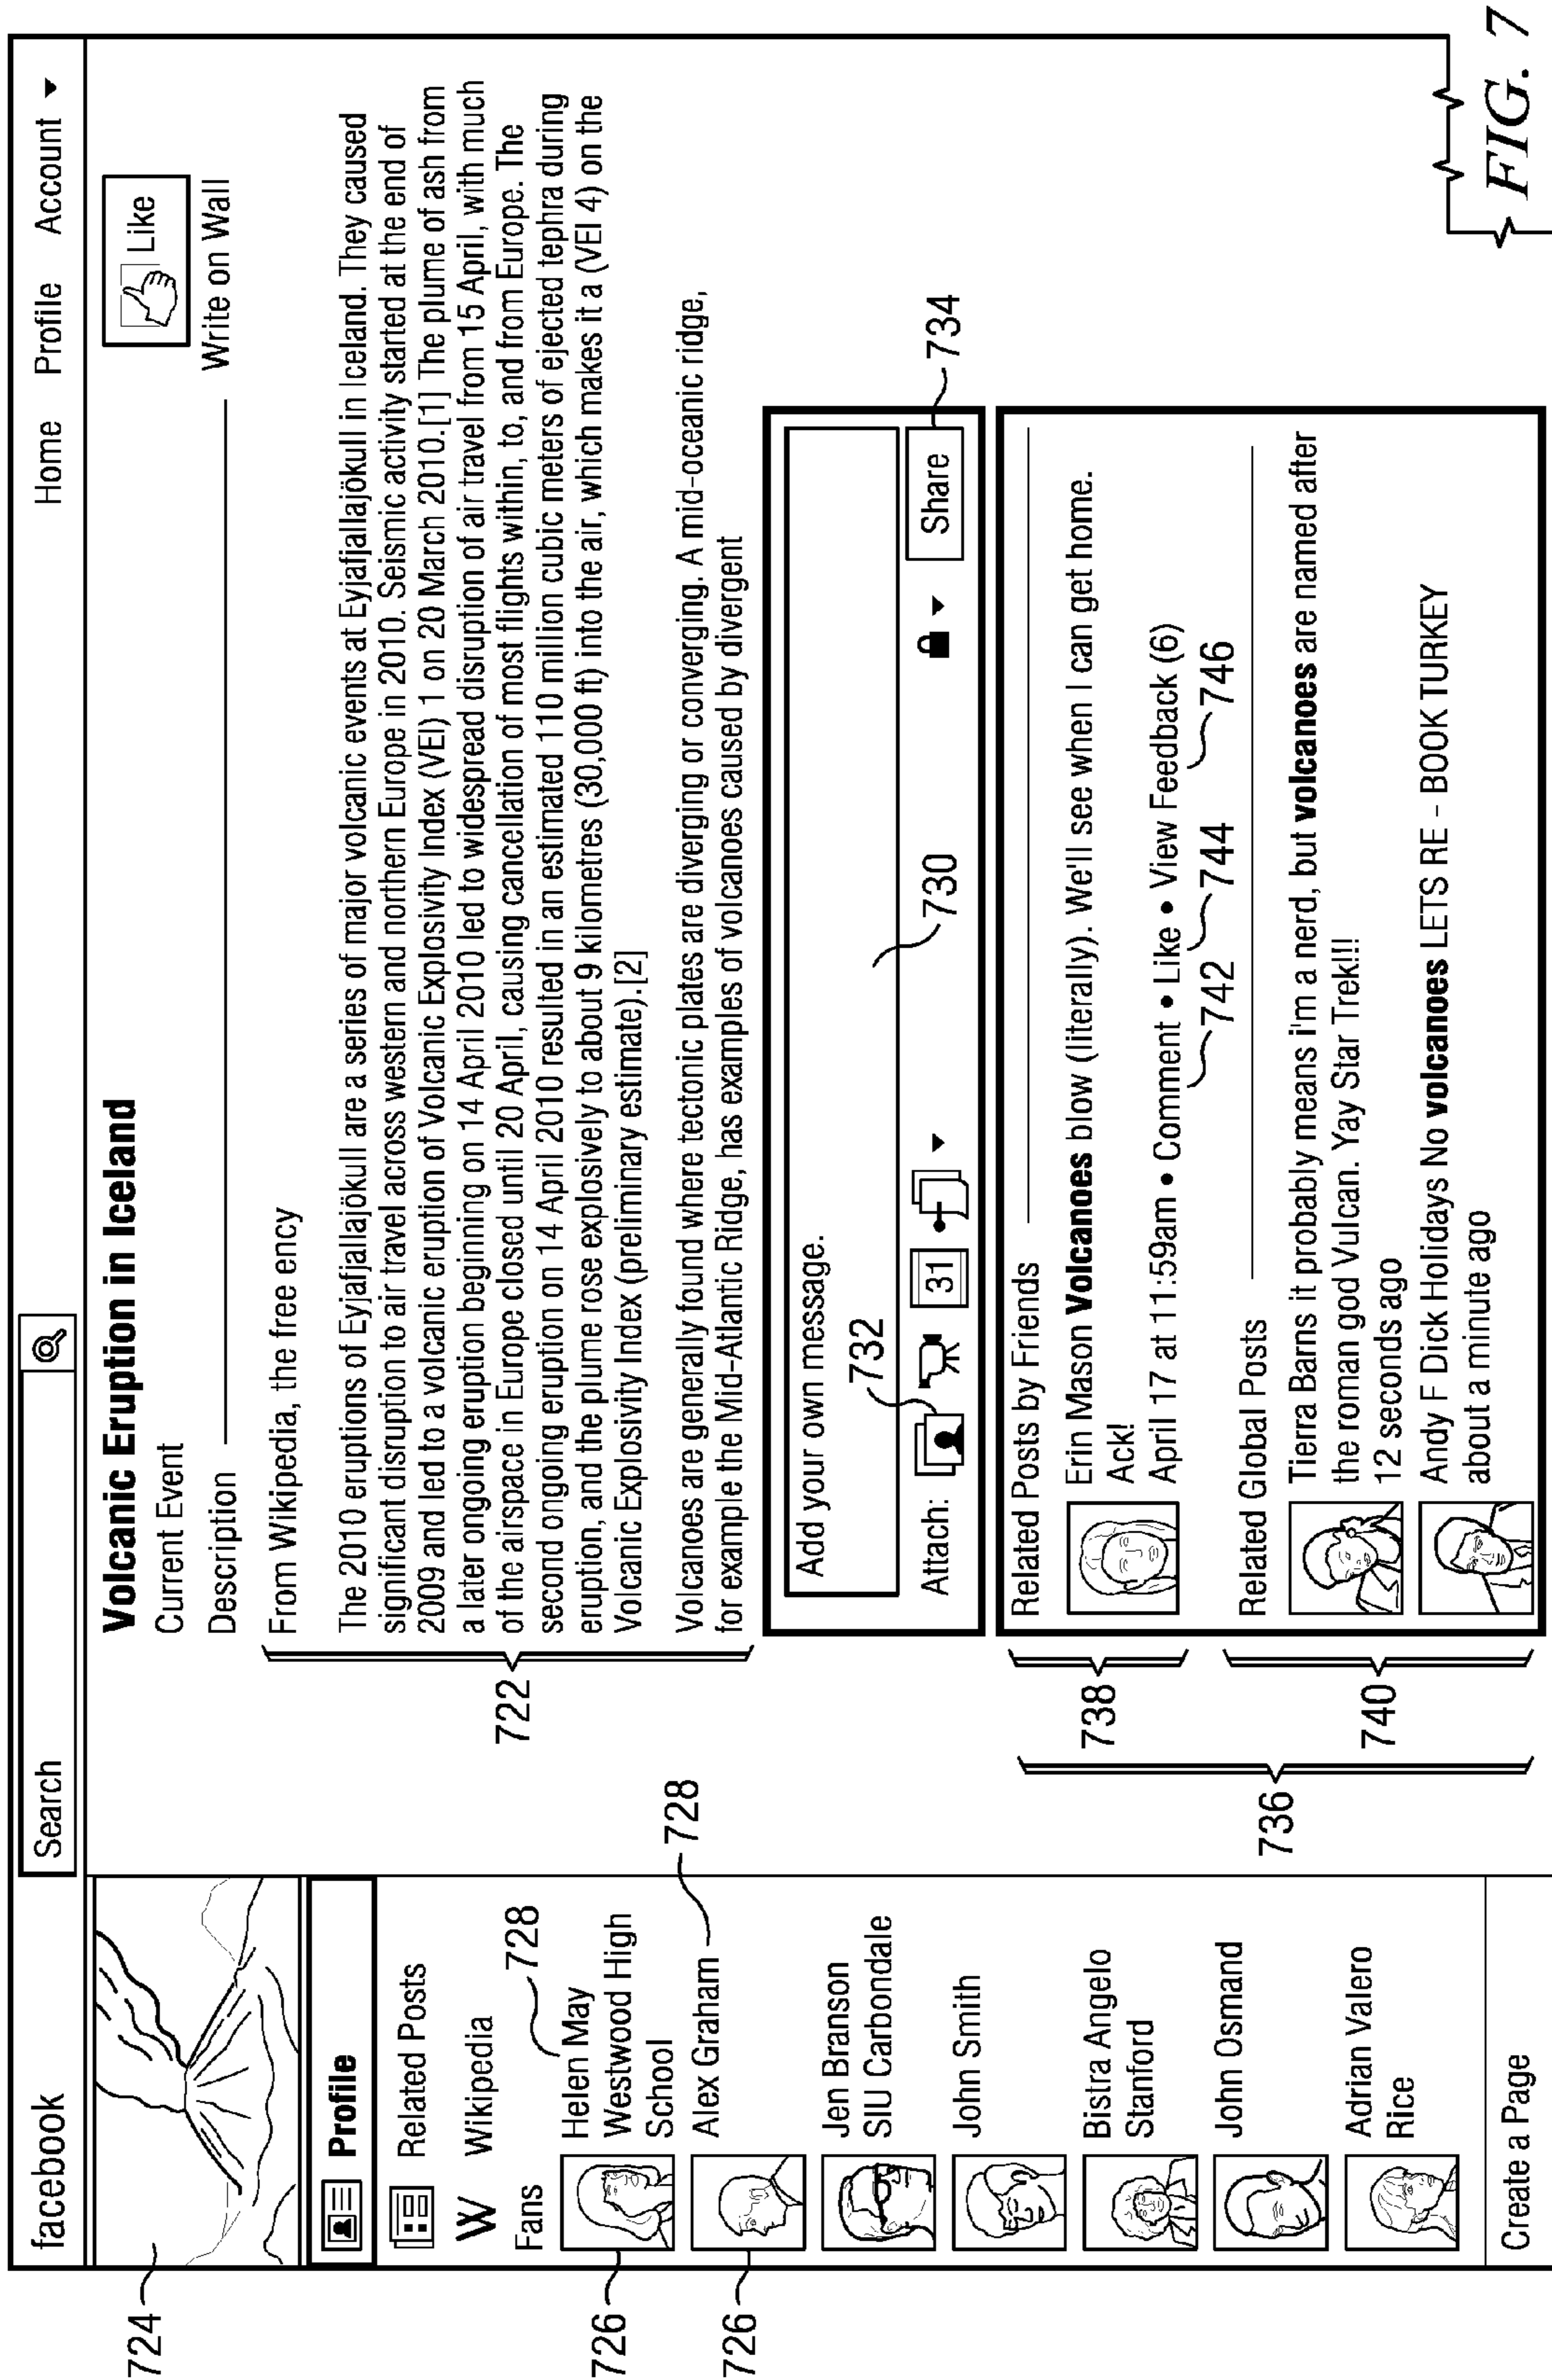 facebook
Search
Home Profile Account
724
Profile
Related Posts
W Wikipedia
Fans
728
Helen May
Westwood High
School
726
Alex Graham
728
726
Jen Branson
SIU Carbondale
John Smith
Bistra Angelo
Stanford
John Osmand
Adrian Valero
Rice
Create a Page
Volcanic Eruption in Iceland
Like
Current Event
Description
Write on Wall
From Wikipedia, the free ency
The 2010 eruptions of Eyjafjallajökull are a series of major volcanic events at Eyjafjallajökull in Iceland. They caused
significant disruption to air travel across western and northern Europe in 2010. Seismic activity started at the end of
2009 and led to a volcanic eruption of Volcanic Explosivity Index (VEI) 1 on 20 March 2010.[1] The plume of ash from
a later ongoing eruption beginning on 14 April 2010 led to widespread disruption of air travel from 15 April, with much
of the airspace in Europe closed until 20 April, causing cancellation of most flights within, to, and from Europe. The
second ongoing eruption on 14 April 2010 resulted in an estimated 110 million cubic meters of ejected tephra during
eruption, and the plume rose explosively to about 9 kilometres (30,000 ft) into the air, which makes it a (VEI 4) on the
Volcanic Explosivity Index (preliminary estimate).[2]
722
Volcanoes are generally found where tectonic plates are diverging or converging. A mid-oceanic ridge,
for example the Mid-Atlantic Ridge, has examples of volcanoes caused by divergent
Add your own message.
730
732
Attach: 31
Share
734
Related Posts by Friends
Erin Mason Volcanoes blow (literally). We'll see when I can get home.
Ack!
April 17 at 11:59am • Comment • Like • View Feedback (6)
742 744 746
738
Related Global Posts
Tierra Barns it probably means i'm a nerd, but volcanoes are named after
the roman god Vulcan. Yay Star Trek!!!
12 seconds ago
Andy F Dick Holidays No volcanoes LETS RE - BOOK TURKEY
about a minute ago
740
736
FIG. 7